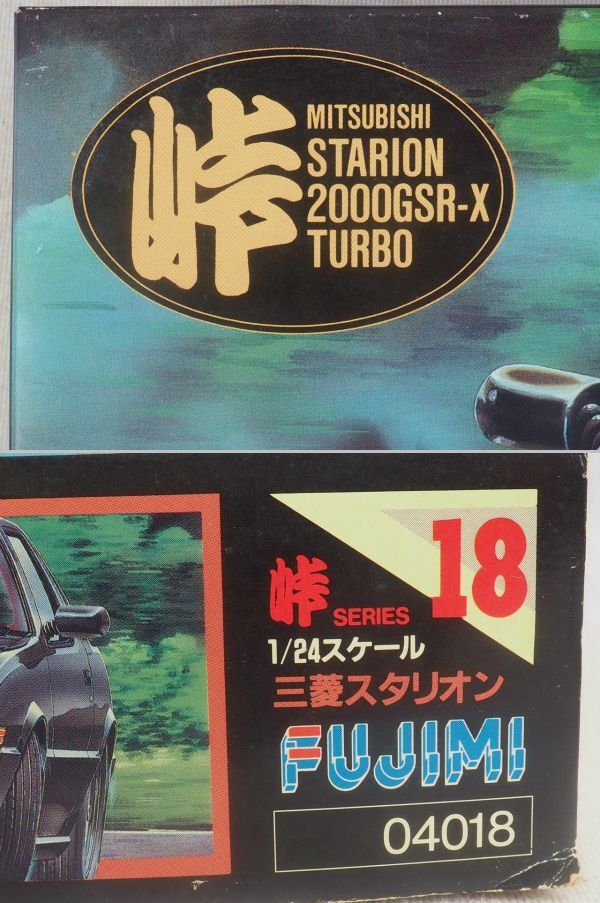 峠
MITSUBISHI
STARION
2000GSR-X
TURBO
峠 SERIES 18
1/24スケール
三菱スタリオン
FUJIMI
04018